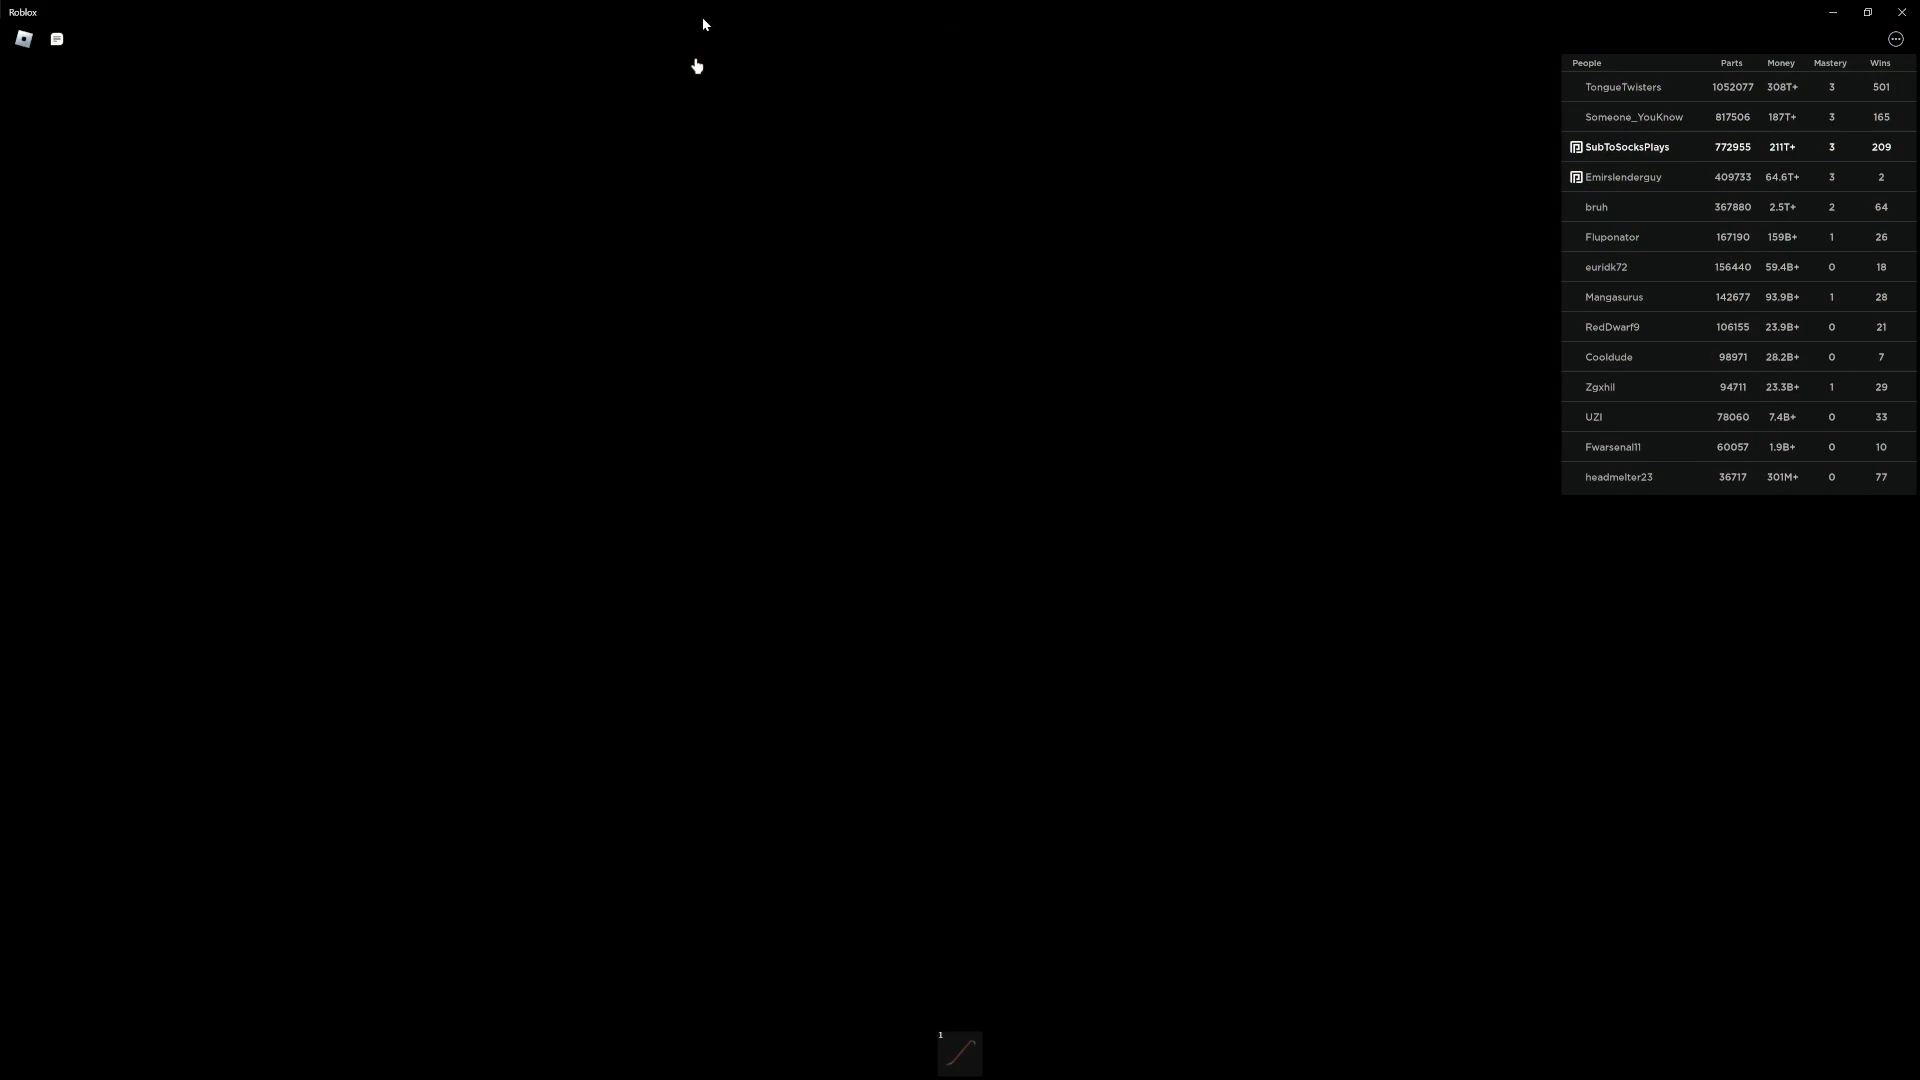 Roblox
People Parts Money Mastery Wins
TongueTwisters 1052077 308T+ 3 501
Someone_YouKnow 817506 187T+ 3 165
SubToSocksPlays 772955 211T+ 3 209
Emirslenderguy 409733 64.6T+ 3 2
bruh 367880 2.5T+ 2 64
Fluponator 167190 159B+ 1 26
euridk72 156440 59.4B+ 0 18
Mangasurus 142677 93.9B+ 1 28
RedDwarf9 106155 23.9B+ 0 21
Cooldude 98971 28.2B+ 0 7
Zgxhil 94711 23.3B+ 1 29
UZI 78060 7.4B+ 0 33
Fwarsenal11 60057 1.9B+ 0 10
headmelter23 36717 301M+ 0 77
1